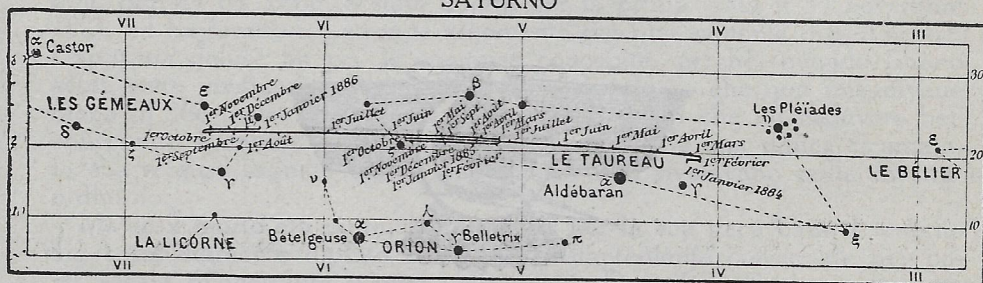 SATURNO
VII VI V IV III
α Castor
30
ε
β
1er Novembre
1er Décembre
1er Janvier 1886
LES GÉMEAUX
δ
1er Octobre
1er Septembre
1er Août
ζ
γ
1er Juillet
1er Juin
1er Mai
1er Sept.
1er Août
1er Avril
1er Mars
1er Juillet
1er Juin
1er Mai
1er Avril
1er Mars
1er Février
1er Janvier 1884
1er Octobre
1er Novembre
1er Décembre
1er Janvier 1885
1er Février
ζ
Les Pléïades
η
20
LE TAUREAU
α
Aldébaran
γ
ε
LE BÉLIER
ν
λ
α
Bételgeuse
ORION
γ Belletrix
π
ξ
10
LA LICORNE
VII VI V IV III